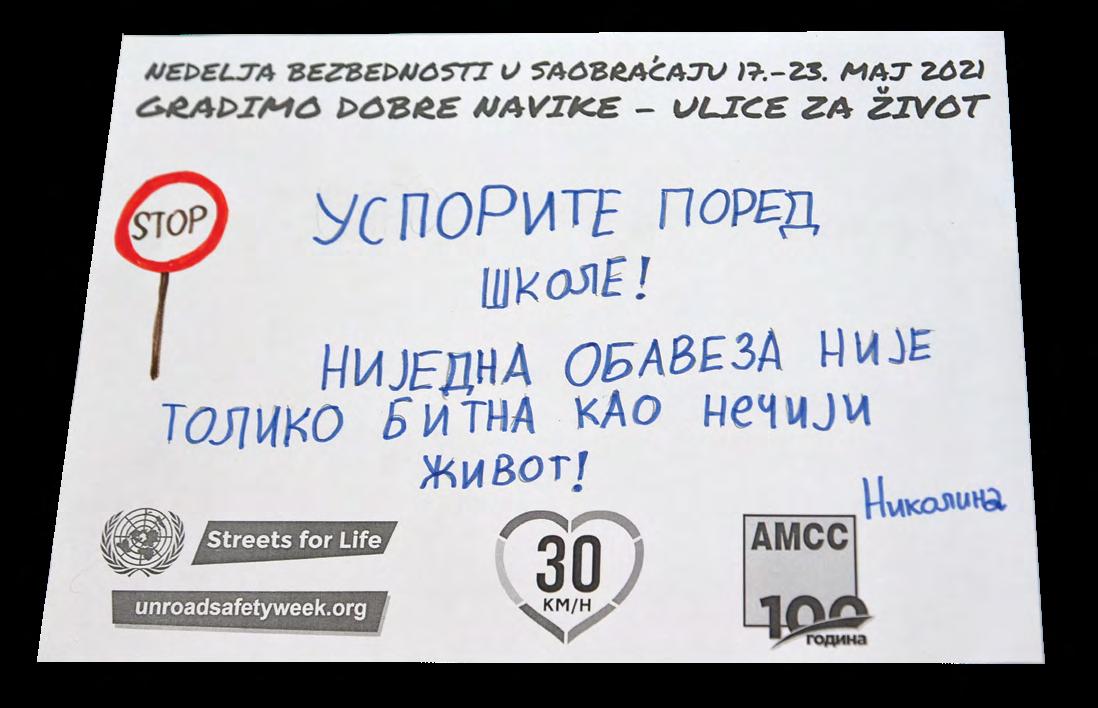 NEDELJA BEZBEDNOSTI U SAOBRAĆAJU 17.-23. MAJ 2021
GRADIMO DOBRE NAVIKE - ULICE ZA ŽIVOT
STOP
УСПОРИТЕ ПОРЕД
ШКОЛЕ!
НИЈЕДНА ОБАВЕЗА НИЈЕ
ТОЛИКО БИТНА КАО НЕЧИЈИ
ЖИВОТ!
Николина
Streets for Life
unroadsafetyweek.org
30
KM/H
АМСС
100
година